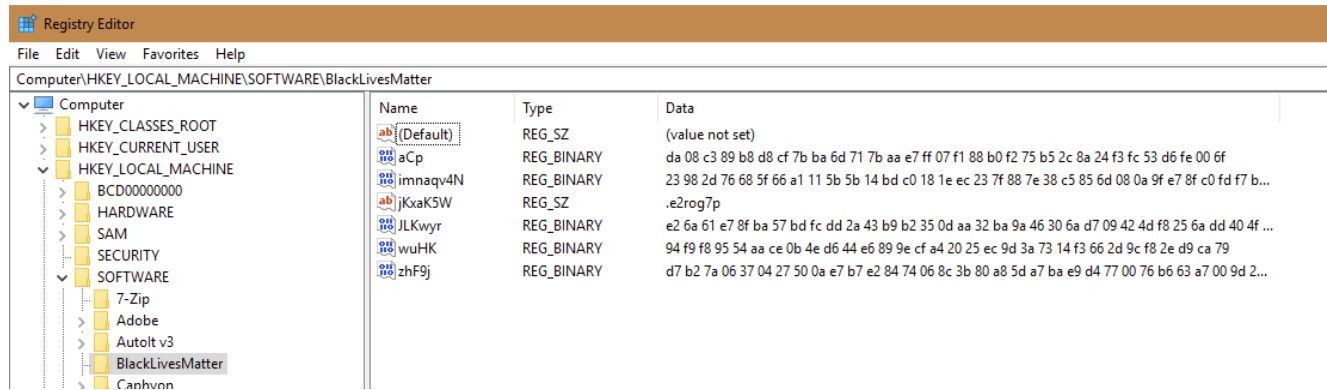 Registry Editor
File Edit View Favorites Help
Computer\HKEY_LOCAL_MACHINE\SOFTWARE\BlackLivesMatter
Computer
HKEY_CLASSES_ROOT
HKEY_CURRENT_USER
HKEY_LOCAL_MACHINE
BCD00000000
HARDWARE
SAM
SECURITY
SOFTWARE
7-Zip
Adobe
AutoIt v3
BlackLivesMatter
Caphyon
Name Type Data
(Default) REG_SZ (value not set)
aCp REG_BINARY da 08 c3 89 b8 d8 cf 7b ba 6d 71 7b aa e7 ff 07 f1 88 b0 f2 75 b5 2c 8a 24 f3 fc 53 d6 fe 00 6f
imnaqv4N REG_BINARY 23 98 2d 76 68 5f 66 a1 11 5b 5b 14 bd c0 18 1e ec 23 7f 88 7e 38 c5 85 6d 08 0a 9f e7 8f c0 fd f7 b...
jKxaK5W REG_SZ .e2rog7p
JLKwyr REG_BINARY e2 6a 61 e7 8f ba 57 bd fc dd 2a 43 b9 b2 35 0d aa 32 ba 9a 46 30 6a d7 09 42 4d f8 25 6a dd 40 4f ...
wuHK REG_BINARY 94 f9 f8 95 54 aa ce 0b 4e d6 44 e6 89 9e cf a4 20 25 ec 9d 3a 73 14 f3 66 2d 9c f8 2e d9 ca 79
zhF9j REG_BINARY d7 b2 7a 06 37 04 27 50 0a e7 b7 e2 84 74 06 8c 3b 80 a8 5d a7 ba e9 d4 77 00 76 b6 63 a7 00 9d 2...